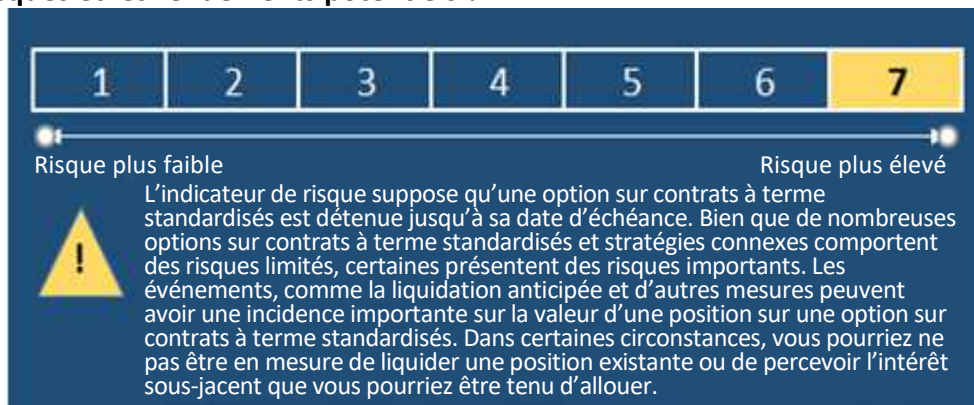 1 2 3 4 5 6 7
Risque plus faible Risque plus élevé
L’indicateur de risque suppose qu’une option sur contrats à terme
standardisés est détenue jusqu’à sa date d’échéance. Bien que de nombreuses
options sur contrats à terme standardisés et stratégies connexes comportent
des risques limités, certaines présentent des risques importants. Les
événements, comme la liquidation anticipée et d’autres mesures peuvent
avoir une incidence importante sur la valeur d’une position sur une option sur
contrats à terme standardisés. Dans certaines circonstances, vous pourriez ne
pas être en mesure de liquider une position existante ou de percevoir l’intérêt
sous-jacent que vous pourriez être tenu d’allouer.
!